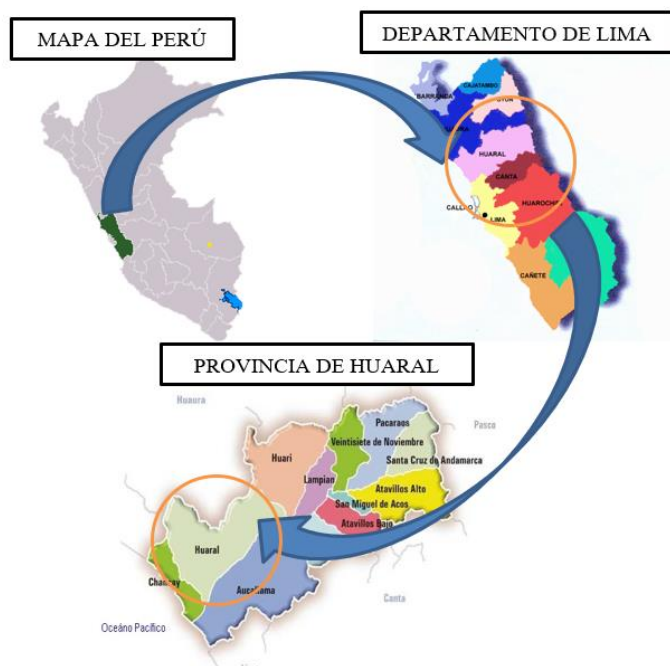 MAPA DEL PERÚ
DEPARTAMENTO DE LIMA
CAJATAMBO
BARRANCA
OYON
HUARAL
CANTA
CALLAO
HUAROCHIRI
LIMA
CAÑETE
PROVINCIA DE HUARAL
Huaura
Pacaraos
Pasco
Veintisiete de Noviembre
Huari
Santa Cruz de Andamarca
Lampian
Atavillos Alto
San Miguel de Acos
Atavillos Bajo
Huaral
Chancay
Aucallama
Canta
Oceáno Pacífico